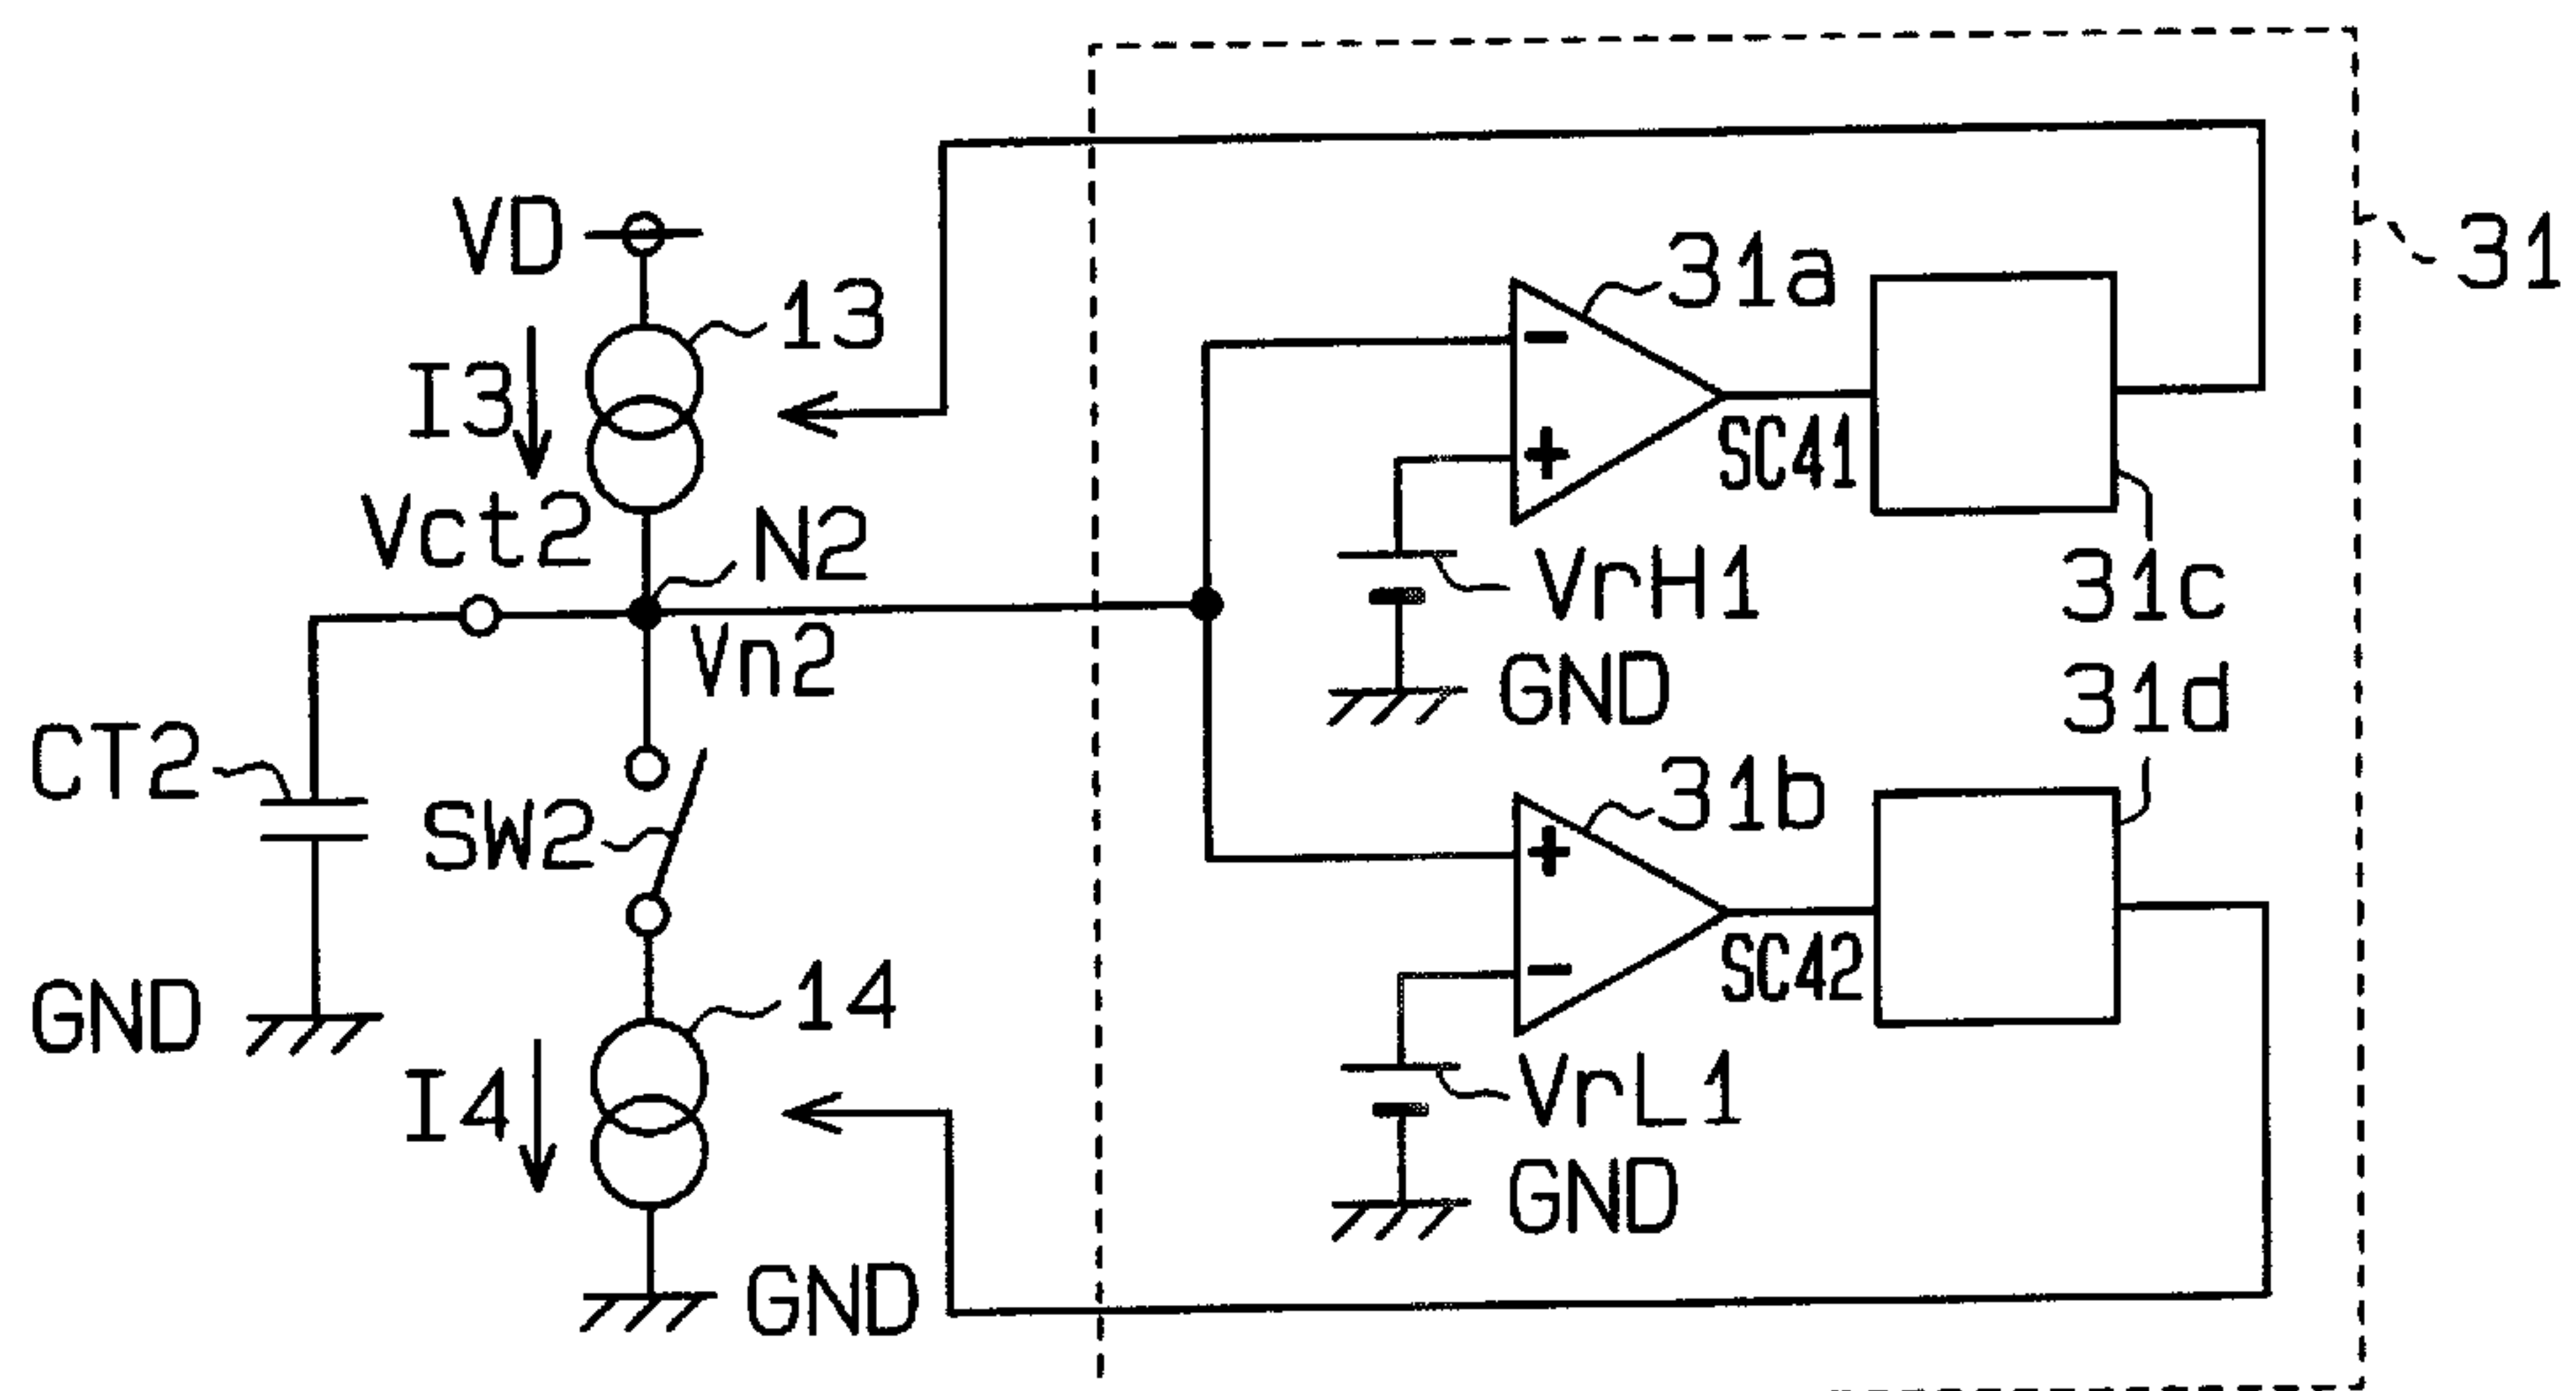 31
VD
13
31a
I3
SC41
Vct2
N2
VrH1
31c
Vn2
GND
31d
CT2
SW2
31b
SC42
GND
14
I4
VrL1
GND
GND